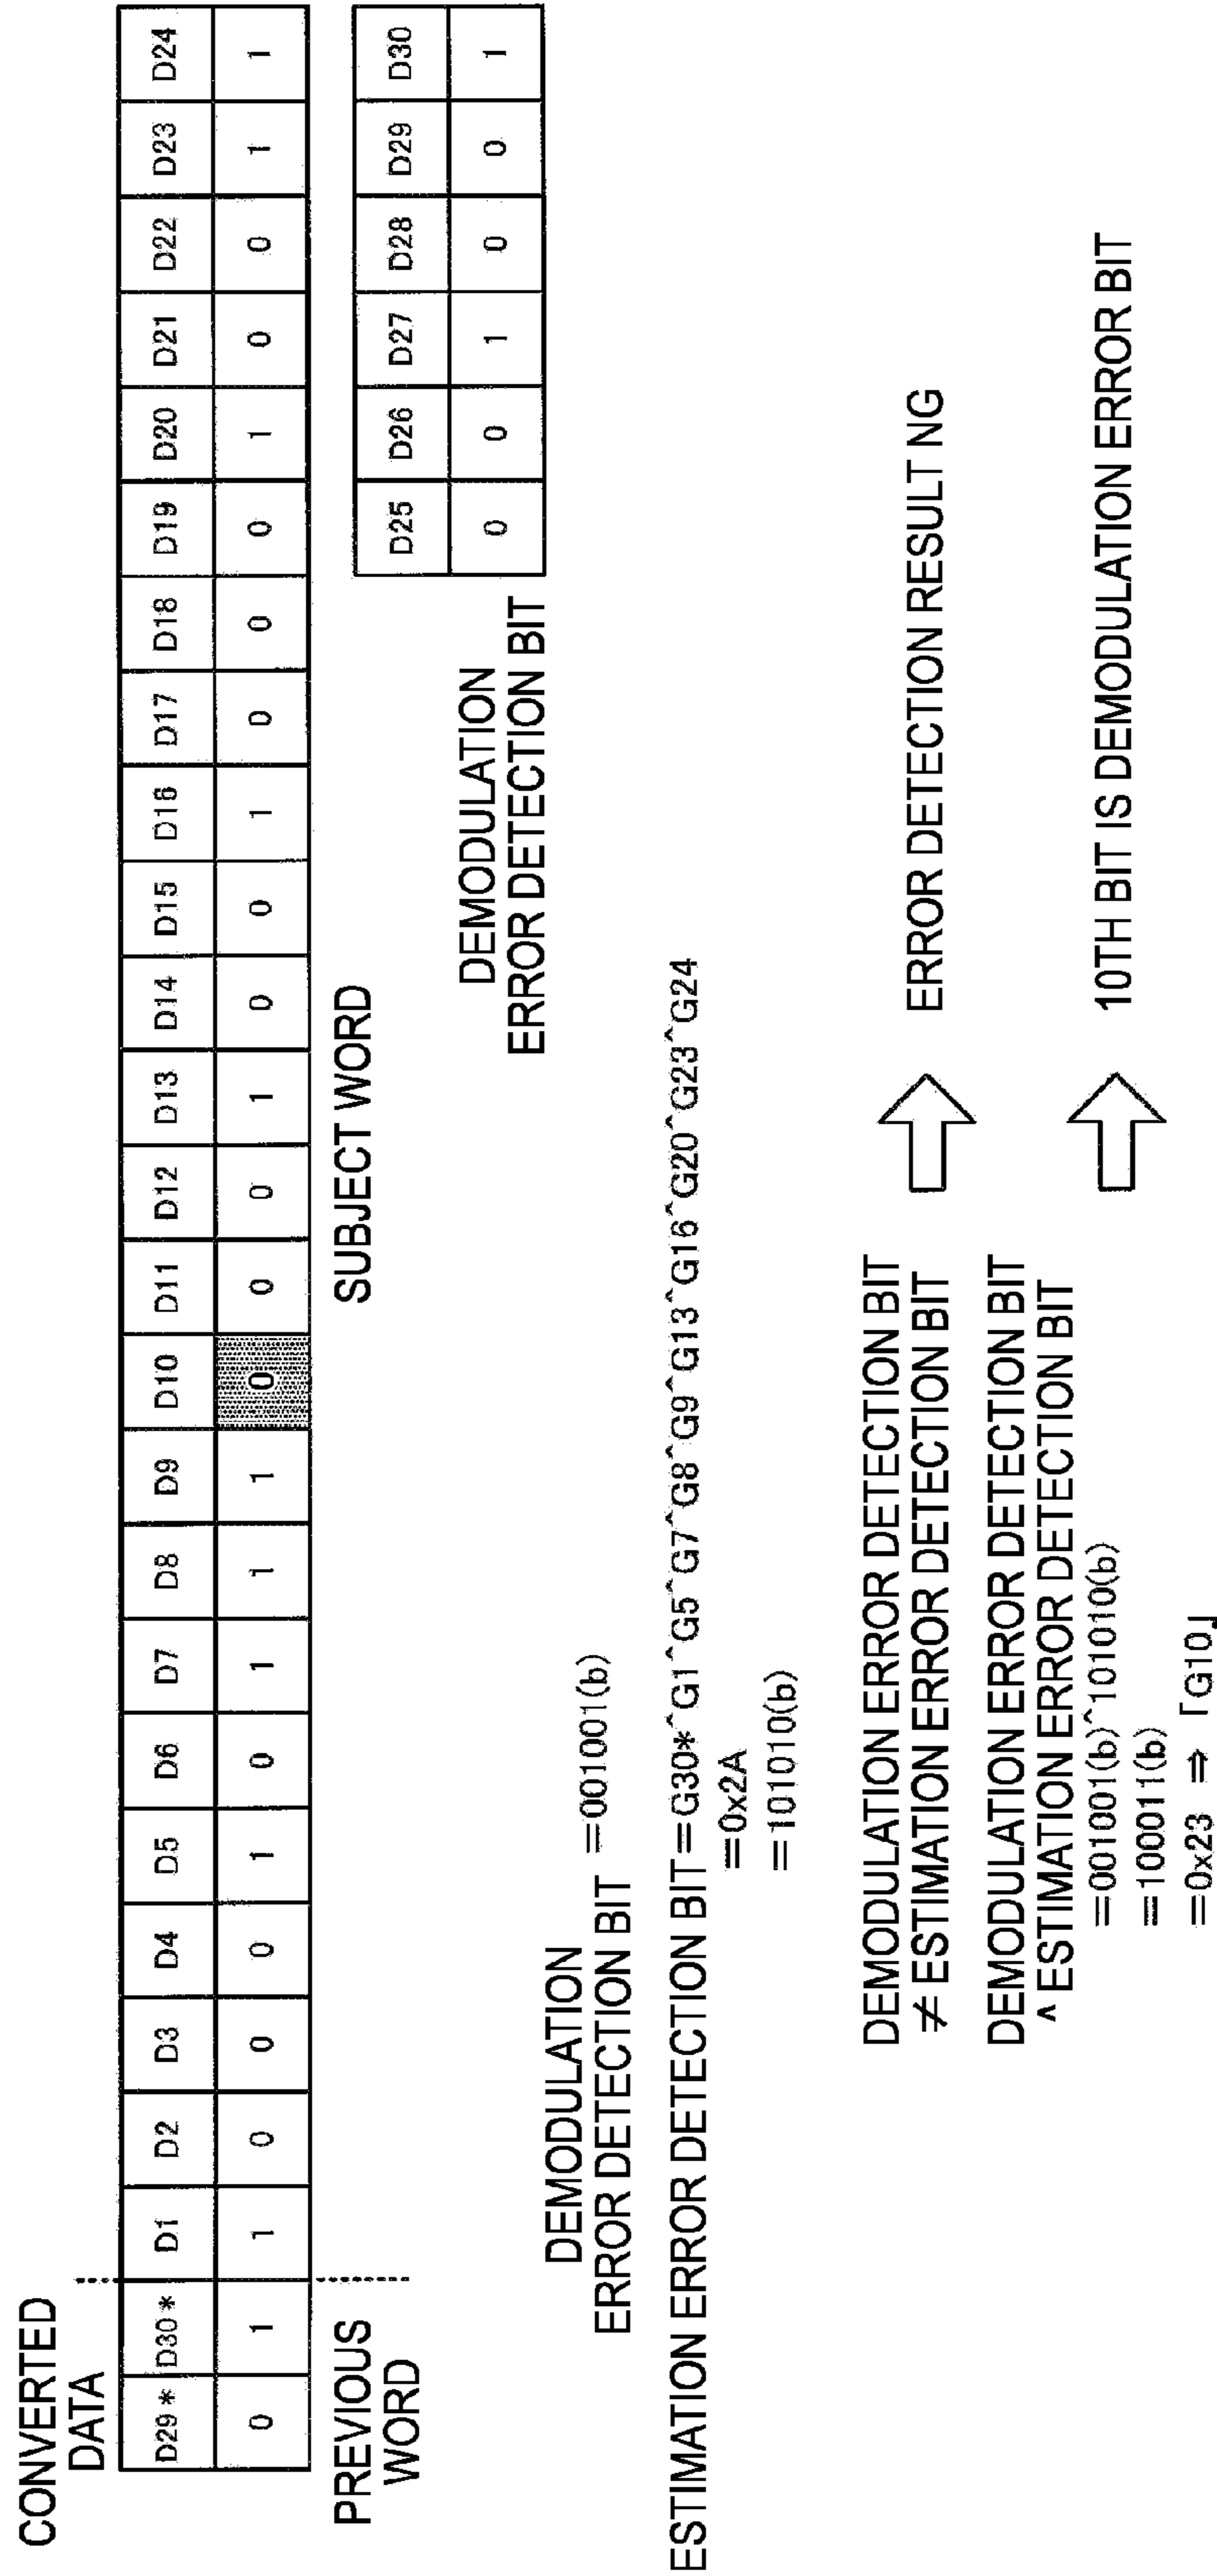 CONVERTED
DATA
D29* D30* D1 D2 D3 D4 D5 D6 D7 D8 D9 D10 D11 D12 D13 D14 D15 D16 D17 D18 D19 D20 D21 D22 D23 D24
0 1 1 0 0 0 1 0 1 1 1 0 0 0 1 0 0 1 0 0 0 1 0 0 1 1
PREVIOUS
WORD
SUBJECT WORD
D25 D26 D27 D28 D29 D30
0 0 1 0 0 1
DEMODULATION
ERROR DETECTION BIT
DEMODULATION
ERROR DETECTION BIT =001001(b)
ESTIMATION ERROR DETECTION BIT=G30*^G1^G5^G7^G8^G9^G13^G16^G20^G23^G24
=0x2A
=101010(b)
DEMODULATION ERROR DETECTION BIT
≠ ESTIMATION ERROR DETECTION BIT
ERROR DETECTION RESULT NG
DEMODULATION ERROR DETECTION BIT
^ ESTIMATION ERROR DETECTION BIT
=001001(b)^101010(b)
=100011(b)
=0x23 ⇒ 「G10」
10TH BIT IS DEMODULATION ERROR BIT